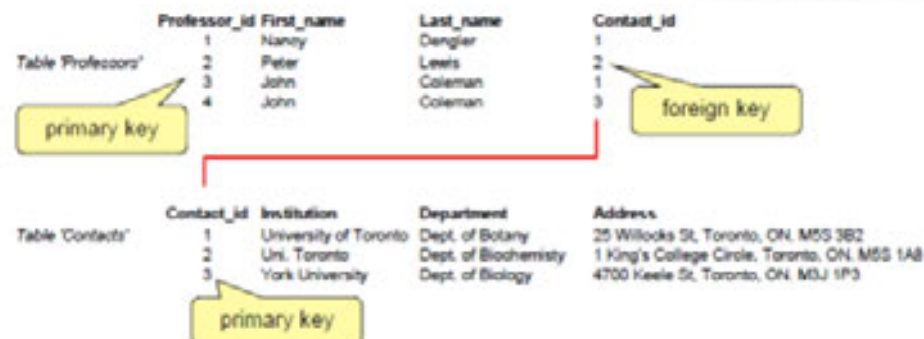 Professor_id First_name Last_name Contact_id
1 Nancy Dengler 1
Table 'Professors' 2 Peter Lewis 2
3 John Coleman 1
4 John Coleman 3
primary key
foreign key
Contact_id Institution Department Address
Table 'Contacts' 1 University of Toronto Dept. of Botany 25 Willocks St, Toronto, ON. M5S 3B2
2 Uni. Toronto Dept. of Biochemisty 1 King's College Circle, Toronto, ON. M5S 1A8
3 York University Dept. of Biology 4700 Keele St, Toronto, ON. M3J 1P3
primary key